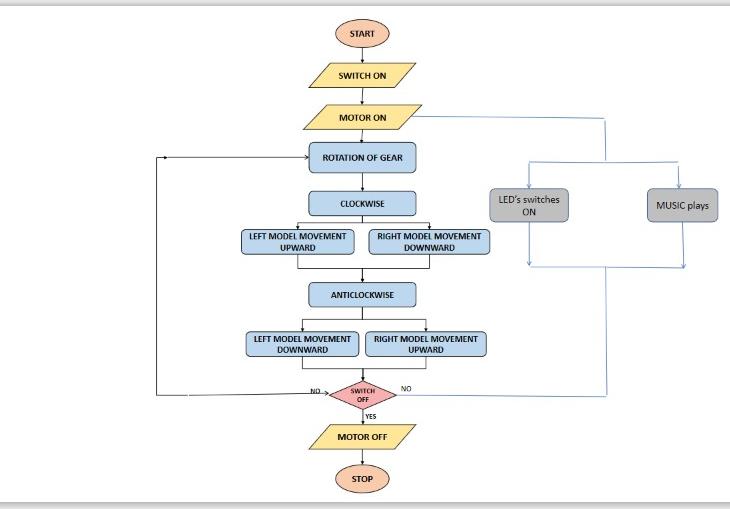 START
SWITCH ON
MOTOR ON
ROTATION OF GEAR
CLOCKWISE
LED's switches
ON
MUSIC plays
LEFT MODEL MOVEMENT
UPWARD
RIGHT MODEL MOVEMENT
DOWNWARD
ANTICLOCKWISE
LEFT MODEL MOVEMENT
DOWNWARD
RIGHT MODEL MOVEMENT
UPWARD
NO
SWITCH
OFF
NO
YES
MOTOR OFF
STOP